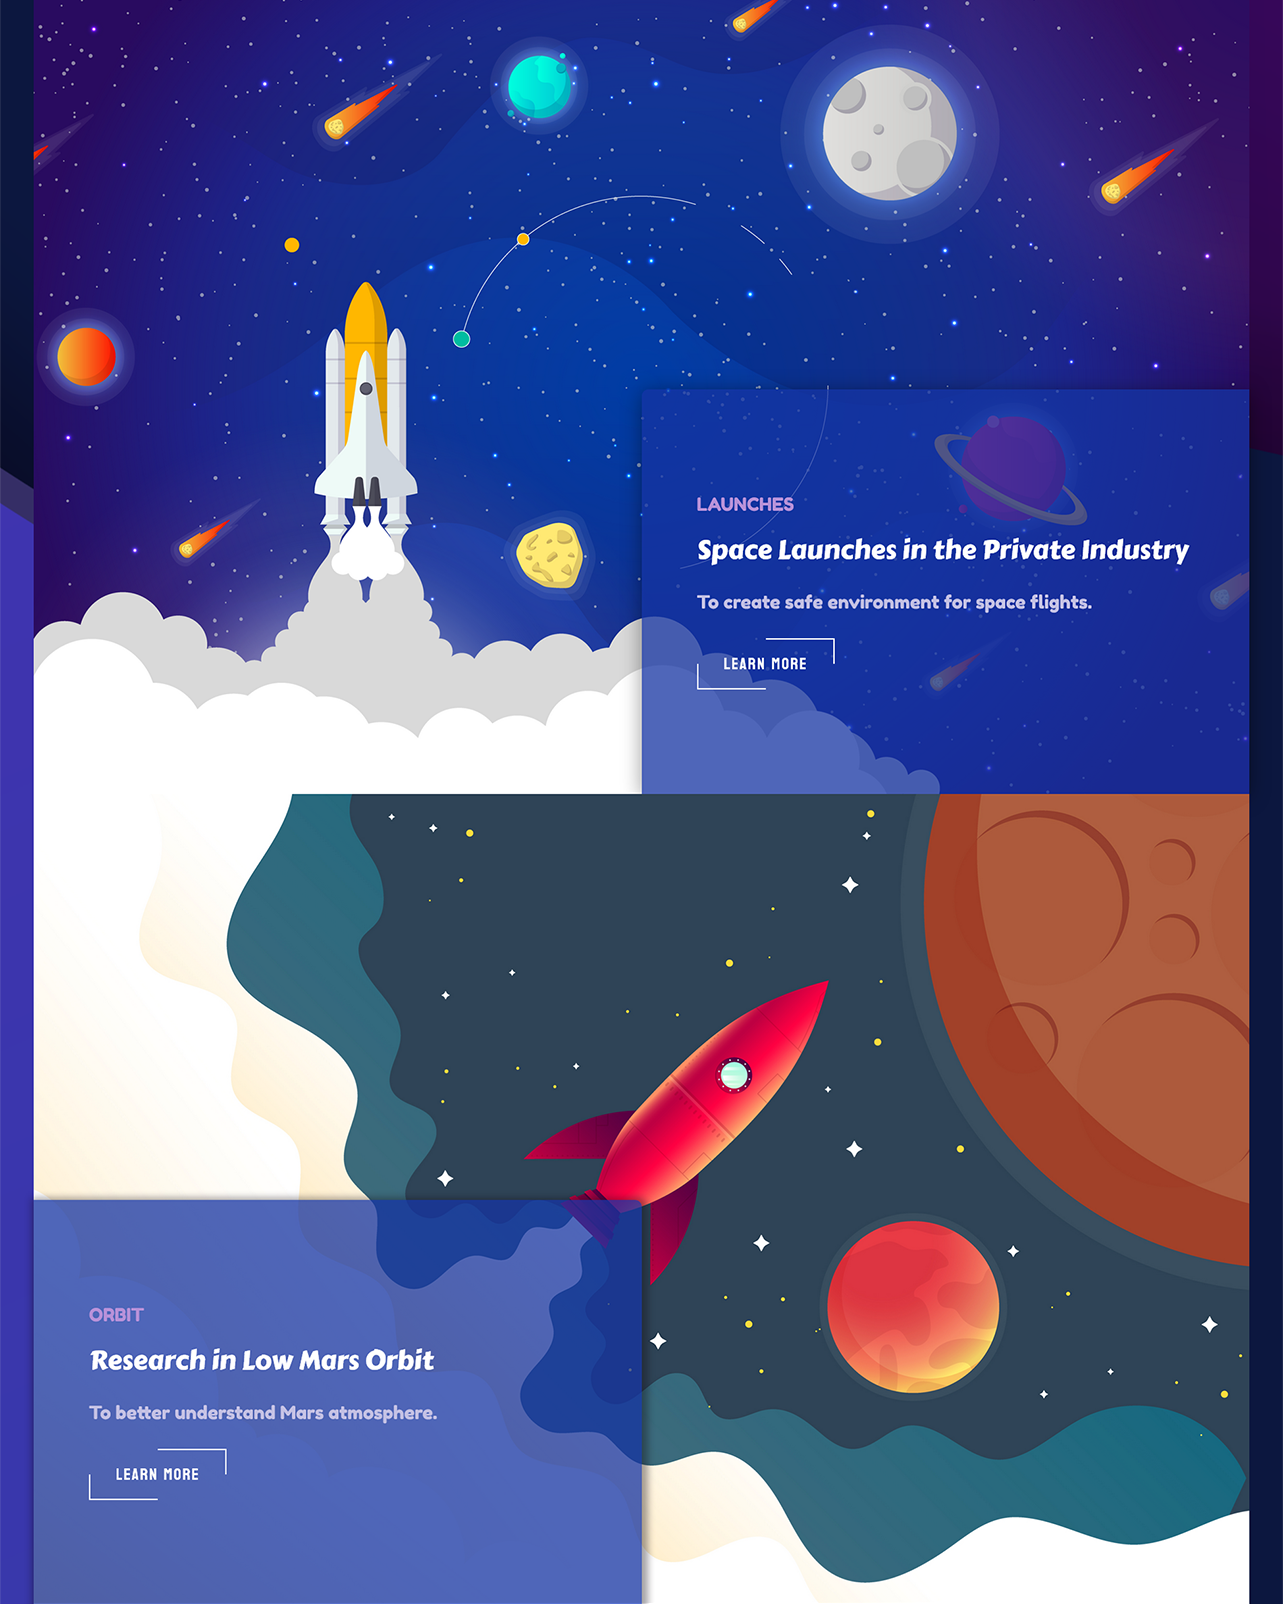 LAUNCHES
Space Launches in the Private Industry
To create safe environment for space flights.
LEARN MORE
ORBIT
Research in Low Mars Orbit
To better understand Mars atmosphere.
LEARN MORE